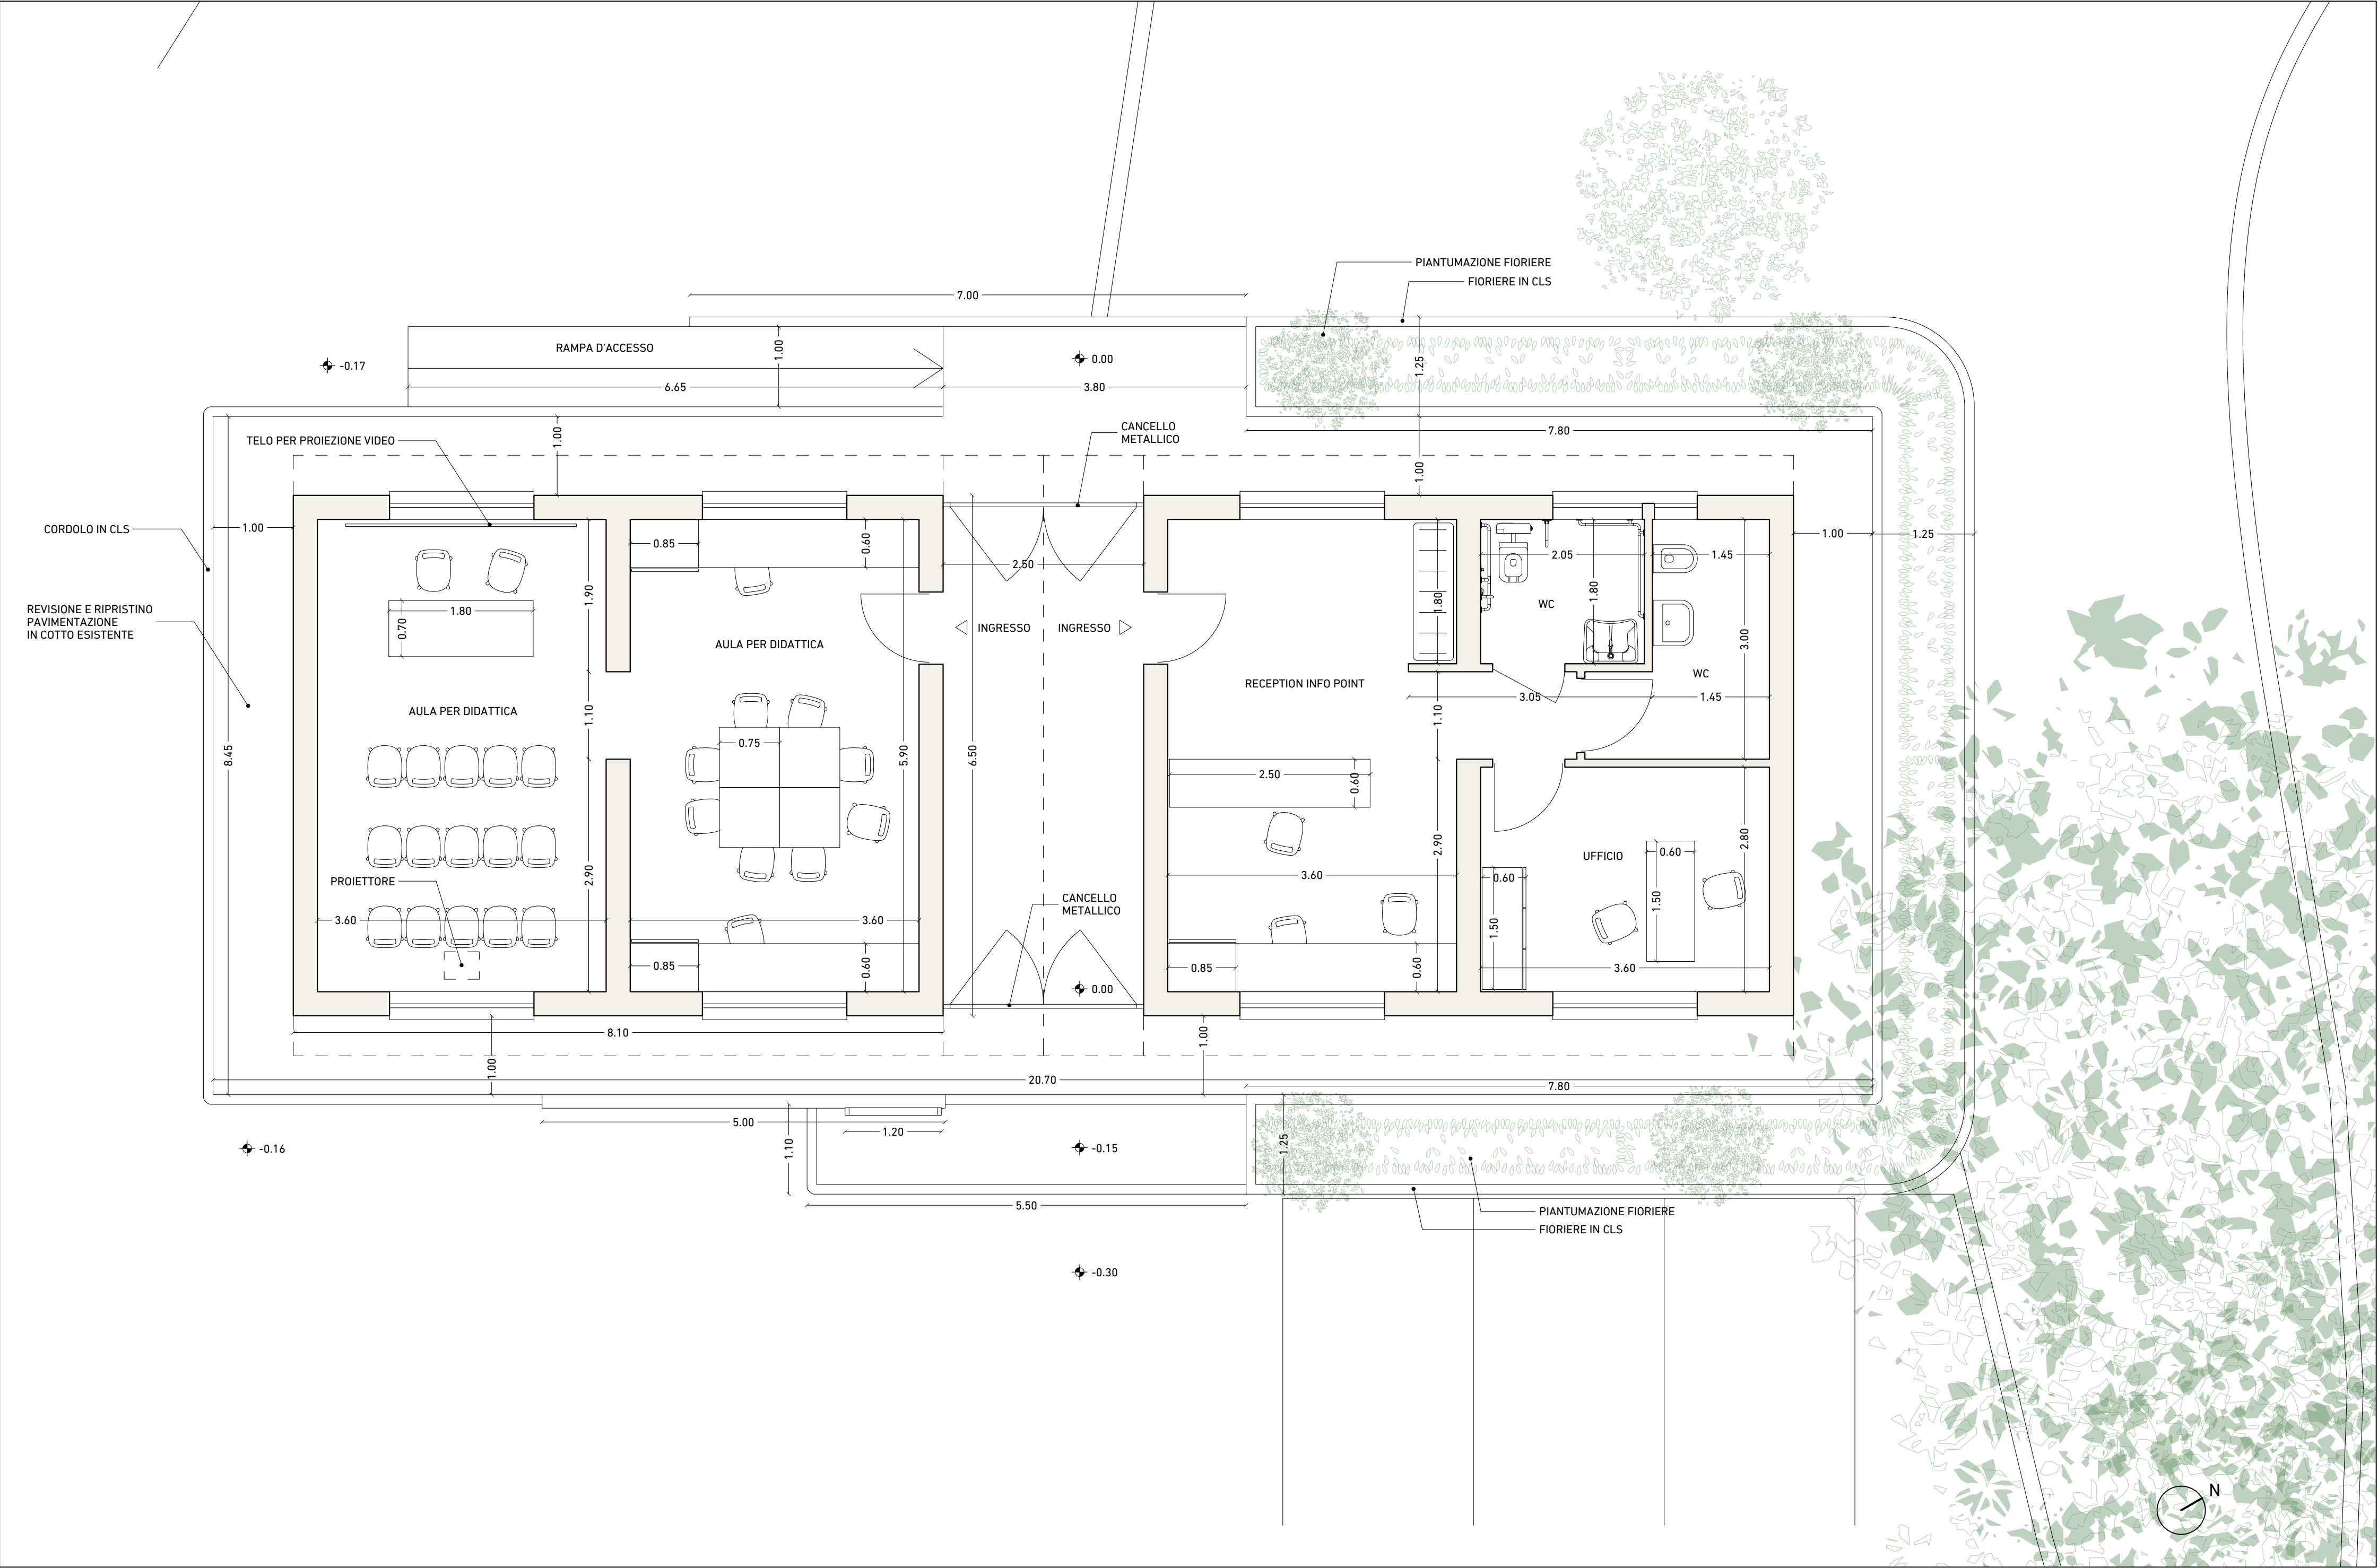 PIANTUMAZIONE FIORIERE
FIORIERE IN CLS
7.00
RAMPA D'ACCESSO
1.00
0.00
-0.17
1.25
6.65
3.80
TELO PER PROIEZIONE VIDEO
1.00
CANCELLO
METALLICO
7.80
1.00
CORDOLO IN CLS
1.00
0.85
0.60
2.50
2.05
1.45
1.00
1.25
REVISIONE E RIPRISTINO
PAVIMENTAZIONE
IN COTTO ESISTENTE
1.80
0.70
1.90
INGRESSO
INGRESSO
1.80
WC
1.80
3.00
AULA PER DIDATTICA
RECEPTION INFO POINT
WC
3.05
1.45
AULA PER DIDATTICA
1.10
1.10
0.75
8.45
5.90
6.50
2.50
0.60
PROIETTORE
2.90
3.60
2.90
UFFICIO
0.60
2.80
0.60
1.50
1.50
CANCELLO
METALLICO
3.60
3.60
0.85
0.60
0.85
0.60
3.60
0.00
8.10
1.00
1.00
20.70
7.80
5.00
1.20
1.10
1.25
-0.16
-0.15
5.50
PIANTUMAZIONE FIORIERE
FIORIERE IN CLS
-0.30
N